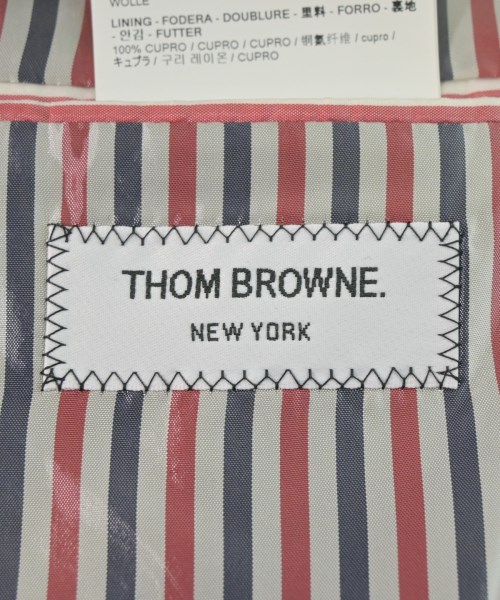 WOLLE
LINING - FODERA - DOUBLURE - 里料 - FORRO - 裏地
- 안감 - FUTTER
100% CUPRO / CUPRO / CUPRO / 铜氨纤维 / cupro /
キュプラ / 구리 레이온 / CUPRO
THOM BROWNE.
NEW YORK